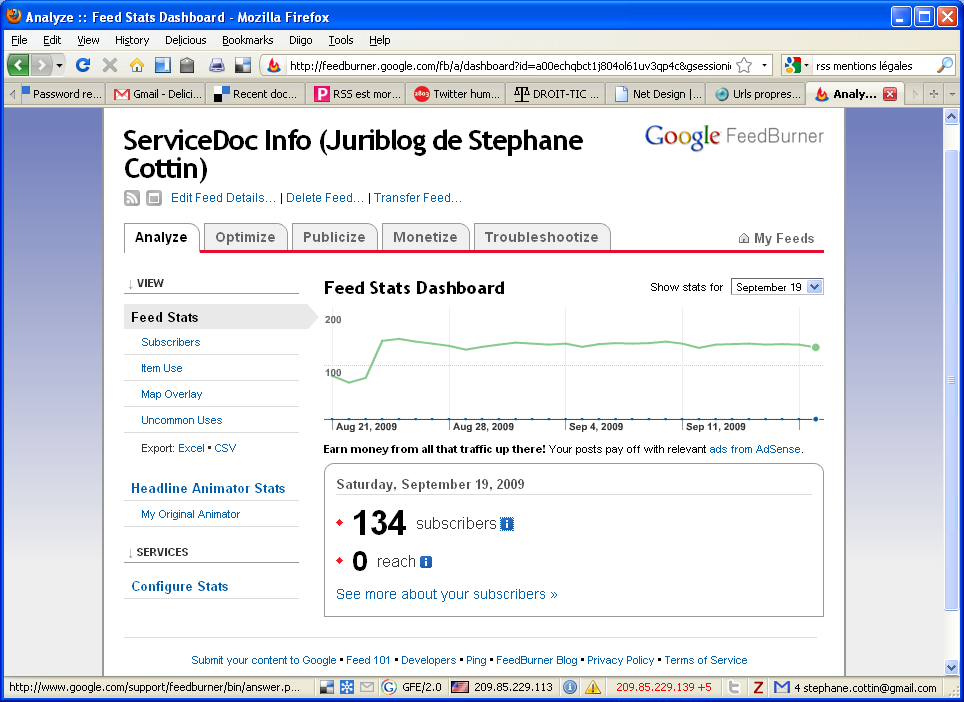 Analyze :: Feed Stats Dashboard - Mozilla Firefox
File Edit View History Delicious Bookmarks Diigo Tools Help
http://feedburner.google.com/fb/a/dashboard?id=a00echqbct1j804ol61uv3qp4c&gsessioni
rss mentions légales
Password re... Gmail - Delici... Recent doc... RSS est mor... 2803 Twitter hum... DROIT-TIC ... Net Design |... Urls propres... Analy...
ServiceDoc Info (Juriblog de Stephane
Cottin)
Google FeedBurner
Edit Feed Details... | Delete Feed... | Transfer Feed...
Analyze Optimize Publicize Monetize Troubleshootize My Feeds
↓ VIEW
Feed Stats
Subscribers
Item Use
Map Overlay
Uncommon Uses
Export: Excel • CSV
Headline Animator Stats
My Original Animator
↓ SERVICES
Configure Stats
Feed Stats Dashboard
Show stats for September 19
200
100
Aug 21, 2009 Aug 28, 2009 Sep 4, 2009 Sep 11, 2009
Earn money from all that traffic up there! Your posts pay off with relevant ads from AdSense.
Saturday, September 19, 2009
134 subscribers i
0 reach i
See more about your subscribers »
Submit your content to Google • Feed 101 • Developers • Ping • FeedBurner Blog • Privacy Policy • Terms of Service
http://www.google.com/support/feedburner/bin/answer.p... GFE/2.0 209.85.229.113 209.85.229.139 +5 Z 4 stephane.cottin@gmail.com